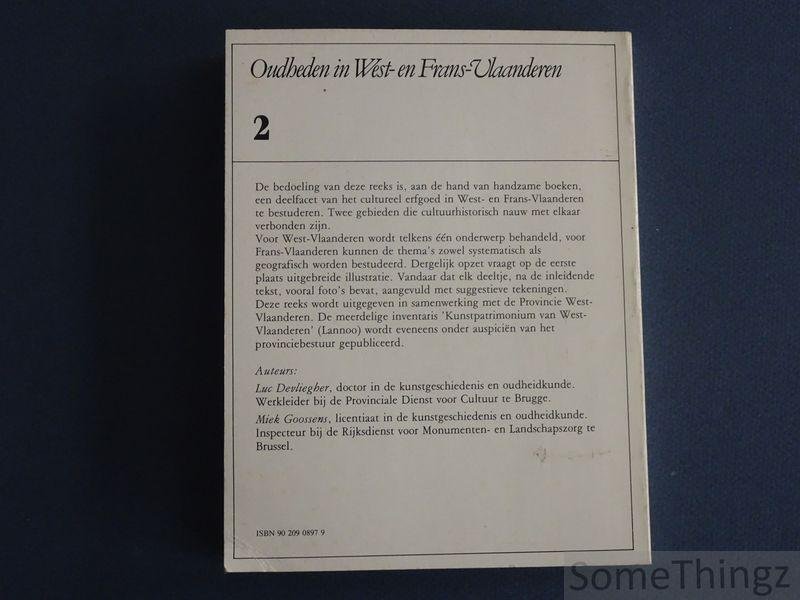 Oudheden in West- en Frans-Vlaanderen
2
De bedoeling van deze reeks is, aan de hand van handzame boeken,
een deelfacet van het cultureel erfgoed in West- en Frans-Vlaanderen
te bestuderen. Twee gebieden die cultuurhistorisch nauw met elkaar
verbonden zijn.
Voor West-Vlaanderen wordt telkens één onderwerp behandeld, voor
Frans-Vlaanderen kunnen de thema's zowel systematisch als
geografisch worden bestudeerd. Dergelijk opzet vraagt op de eerste
plaats uitgebreide illustratie. Vandaar dat elk deeltje, na de inleidende
tekst, vooral foto's bevat, aangevuld met suggestieve tekeningen.
Deze reeks wordt uitgegeven in samenwerking met de Provincie West-
Vlaanderen. De meerdelige inventaris 'Kunstpatrimonium van West-
Vlaanderen' (Lannoo) wordt eveneens onder auspiciën van het
provinciebestuur gepubliceerd.
Auteurs:
Luc Devliegher, doctor in de kunstgeschiedenis en oudheidkunde.
Werkleider bij de Provinciale Dienst voor Cultuur te Brugge.
Miek Goossens, licentiaat in de kunstgeschiedenis en oudheidkunde.
Inspecteur bij de Rijksdienst voor Monumenten- en Landschapszorg te
Brussel.
ISBN 90 209 0897 9
SomeThingz